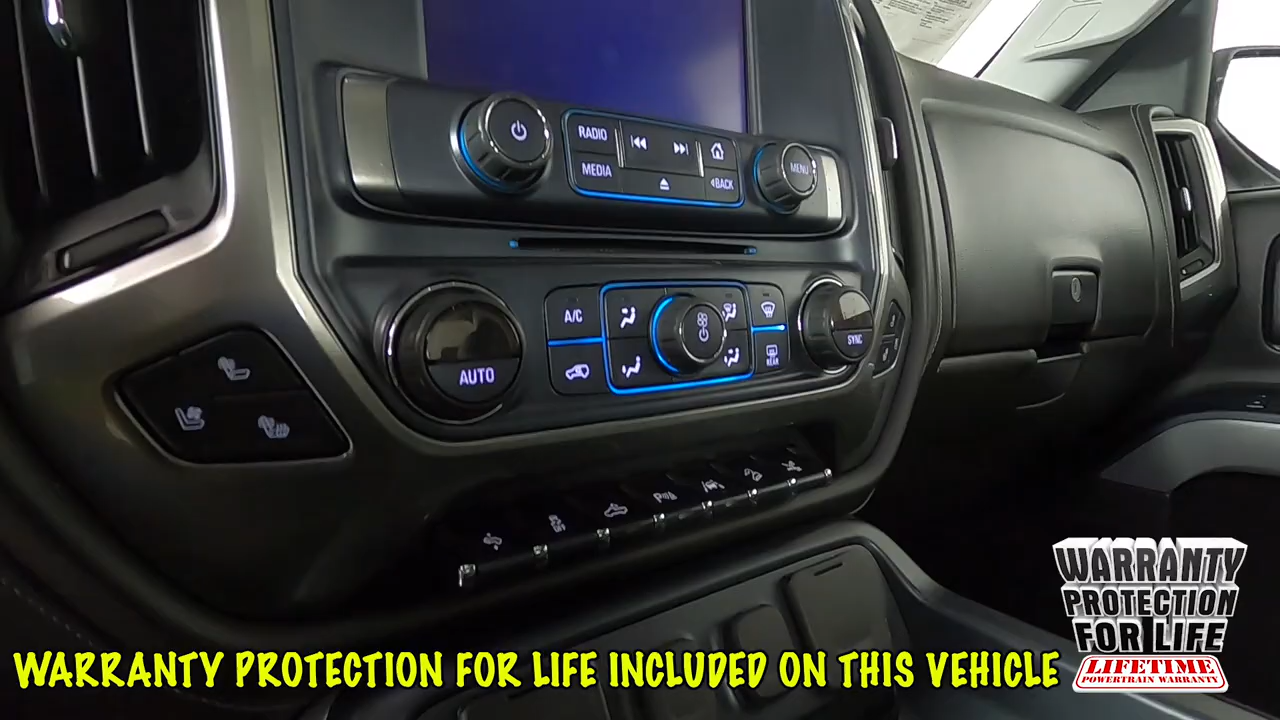 RADIO
MEDIA
BACK
MENU
A/C
AUTO
SYNC
REAR
WARRANTY PROTECTION FOR LIFE INCLUDED ON THIS VEHICLE
WARRANTY
PROTECTION
FOR LIFE
LIFETIME
POWERTRAIN WARRANTY